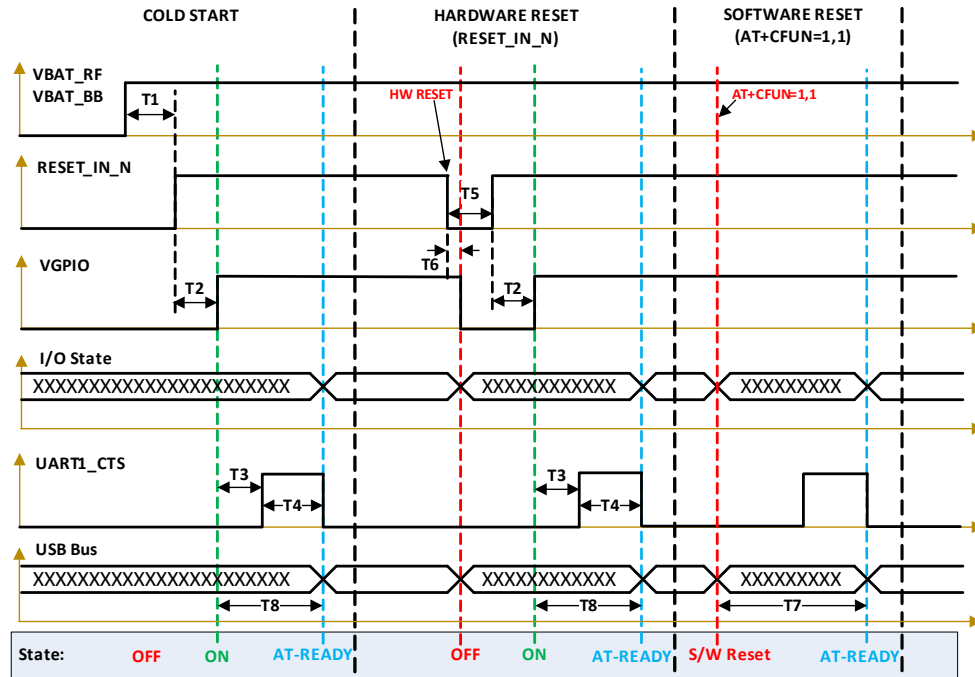 COLD START
HARDWARE RESET
(RESET_IN_N)
SOFTWARE RESET
(AT+CFUN=1,1)
VBAT_RF
VBAT_BB
T1
HW RESET
AT+CFUN=1,1
RESET_IN_N
T5
T6
VGPIO
T2
T2
I/O State
XXXXXXXXXXXXXXXXXXXXXXX
XXXXXXXXXXXX
XXXXXXXXX
UART1_CTS
T3
T4
T3
T4
USB Bus
XXXXXXXXXXXXXXXXXXXXXXX
XXXXXXXXXXXX
XXXXXXXXX
T8
T8
T7
State: OFF ON AT-READY OFF ON AT-READY S/W Reset AT-READY